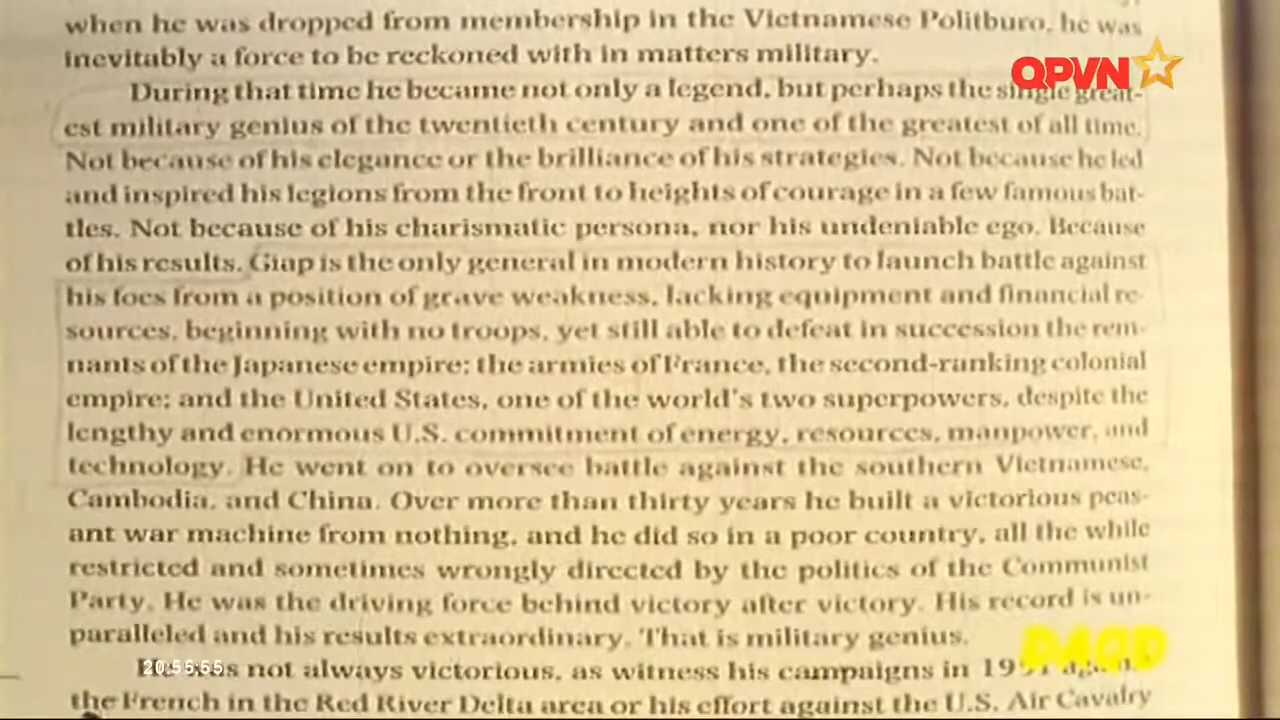 when he was dropped from membership in the Vietnamese Politburo, he was
inevitably a force to be reckoned with in matters military.
QPVN
During that time he became not only a legend, but perhaps the single great-
est military genius of the twentieth century and one of the greatest of all time.
Not because of his elegance or the brilliance of his strategies. Not because he led
and inspired his legions from the front to heights of courage in a few famous bat-
tles. Not because of his charismatic persona, nor his undeniable ego. Because
of his results. Giap is the only general in modern history to launch battle against
his foes from a position of grave weakness, lacking equipment and financial re-
sources, beginning with no troops, yet still able to defeat in succession the rem-
nants of the Japanese empire; the armies of France, the second-ranking colonial
empire; and the United States, one of the world's two superpowers, despite the
lengthy and enormous U.S. commitment of energy, resources, manpower, and
technology. He went on to oversee battle against the southern Vietnamese,
Cambodia, and China. Over more than thirty years he built a victorious peas-
ant war machine from nothing, and he did so in a poor country, all the while
restricted and sometimes wrongly directed by the politics of the Communist
Party. He was the driving force behind victory after victory. His record is un-
paralleled and his results extraordinary. That is military genius.
20:55:55
not always victorious, as witness his campaigns in
the French in the Red River Delta area or his effort against the U.S. Air Cavalry